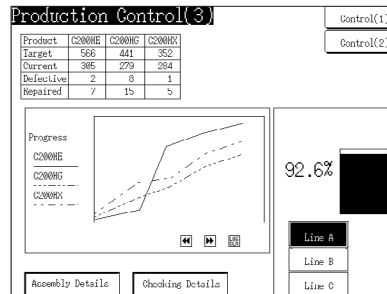 Production Control(3)
Control(1)
Control(2)
Product C200HE C200HG C200HX
Target 566 441 352
Current 305 279 284
Defective 2 8 1
Repaired 7 15 5
Progress
C200HE
C200HG
C200HX
92.6%
Line A
Line B
Line C
Assembly Details
Checking Details